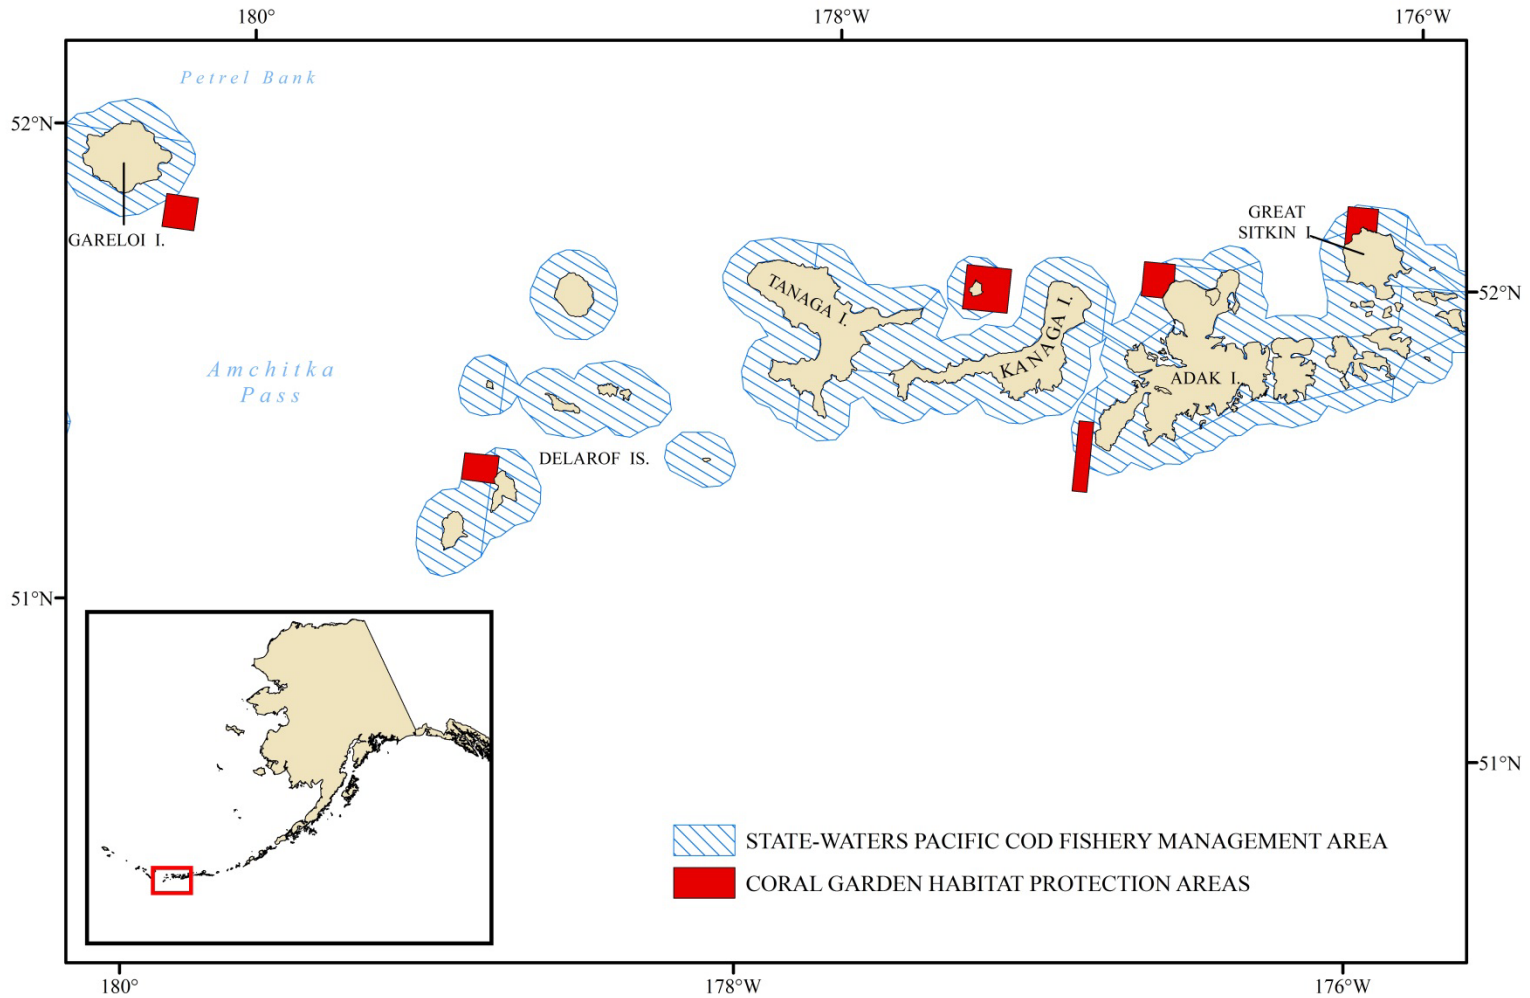 180°
178°W
176°W
Petrel Bank
52°N
GARELOI I.
GREAT
SITKIN I.
52°N
TANAGA I.
KANAGA I.
ADAK I.
Amchitka
Pass
DELAROF IS.
51°N
51°N
STATE-WATERS PACIFIC COD FISHERY MANAGEMENT AREA
CORAL GARDEN HABITAT PROTECTION AREAS
180°
178°W
176°W